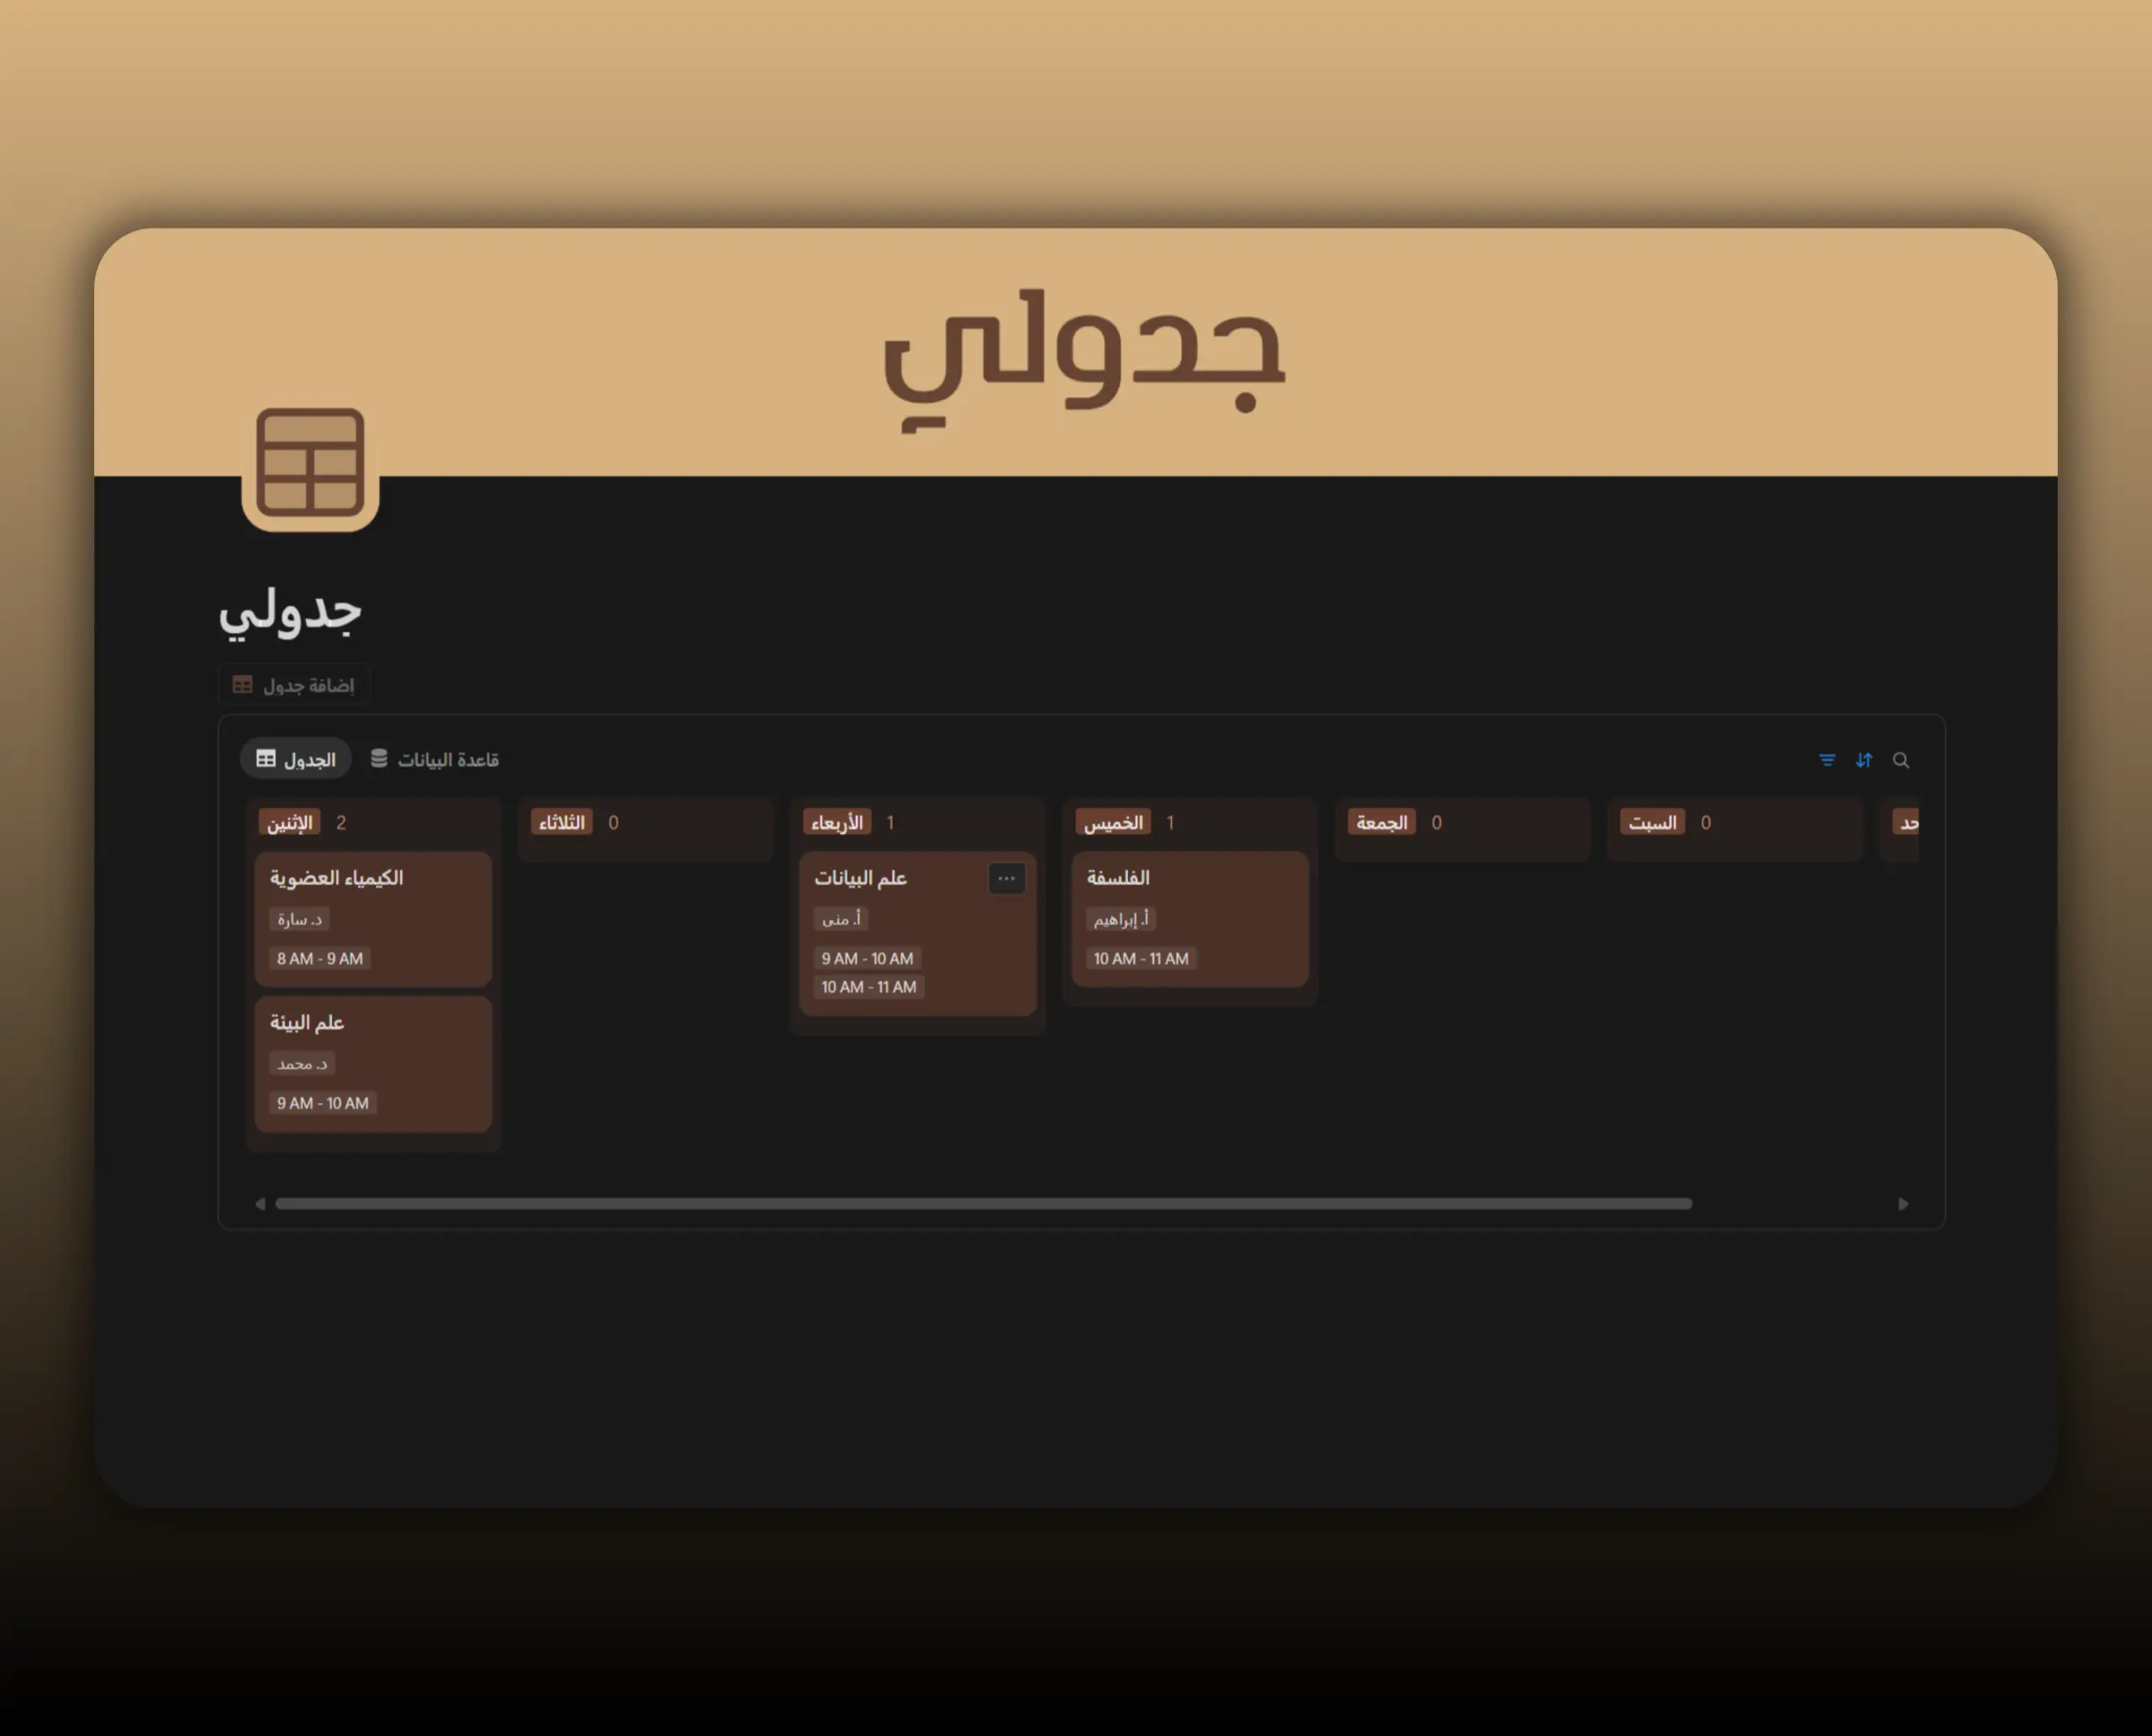 جدولي
جدولي
إضافة جدول
الجدول
قاعدة البيانات
الإثنين 2
الكيمياء العضوية
د. سارة
8 AM - 9 AM
علم البيئة
د. محمد
9 AM - 10 AM
الثلاثاء 0
الأربعاء 1
علم البيانات
أ. منى
9 AM - 10 AM
10 AM - 11 AM
الخميس 1
الفلسفة
أ. إبراهيم
10 AM - 11 AM
الجمعة 0
السبت 0
حد